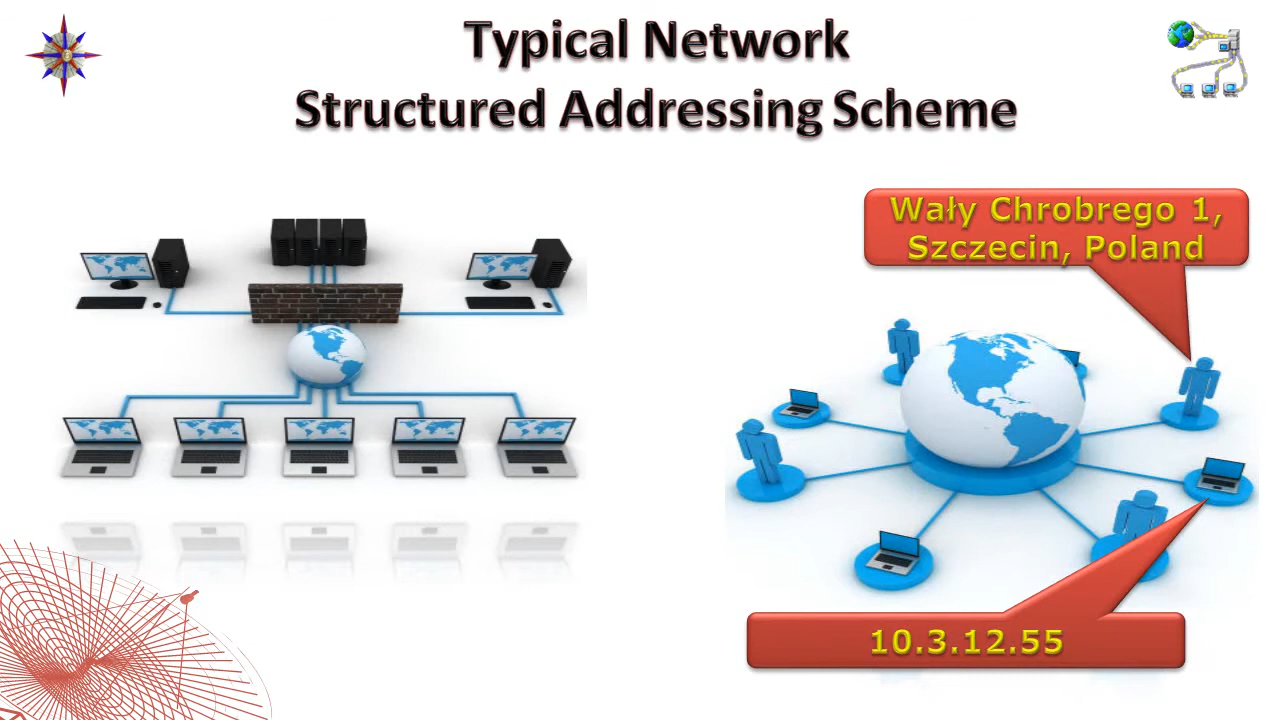 Typical Network
Structured Addressing Scheme
Wały Chrobrego 1,
Szczecin, Poland
10.3.12.55